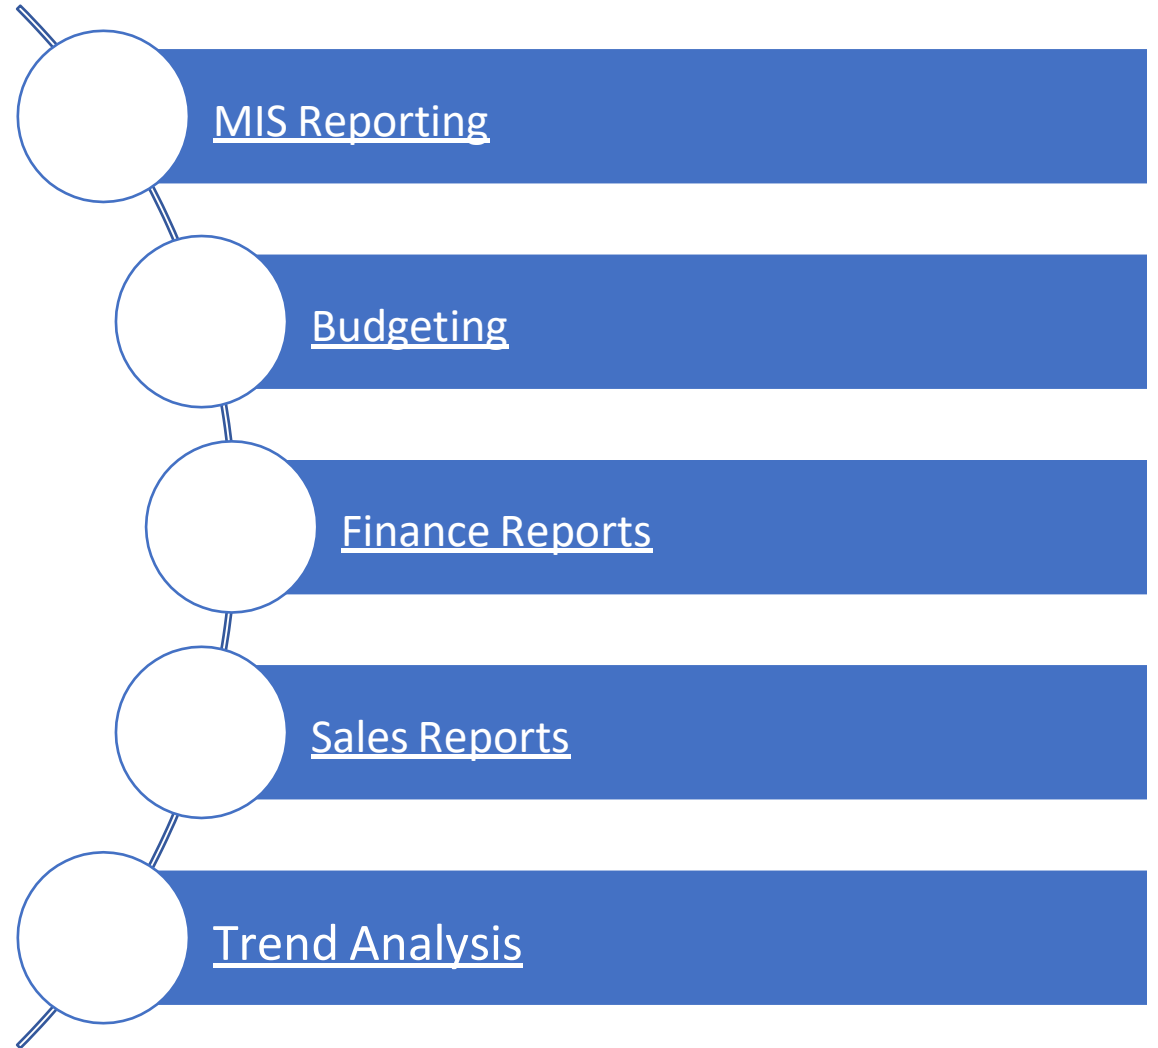 MIS Reporting
Budgeting
Finance Reports
Sales Reports
Trend Analysis